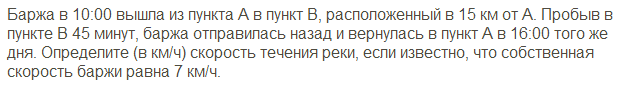 Баржа в 10:00 вышла из пункта А в пункт В, расположенный в 15 км от А. Пробыв в
пункте В 45 минут, баржа отправилась назад и вернулась в пункт А в 16:00 того же
дня. Определите (в км/ч) скорость течения реки, если известно, что собственная
скорость баржи равна 7 км/ч.